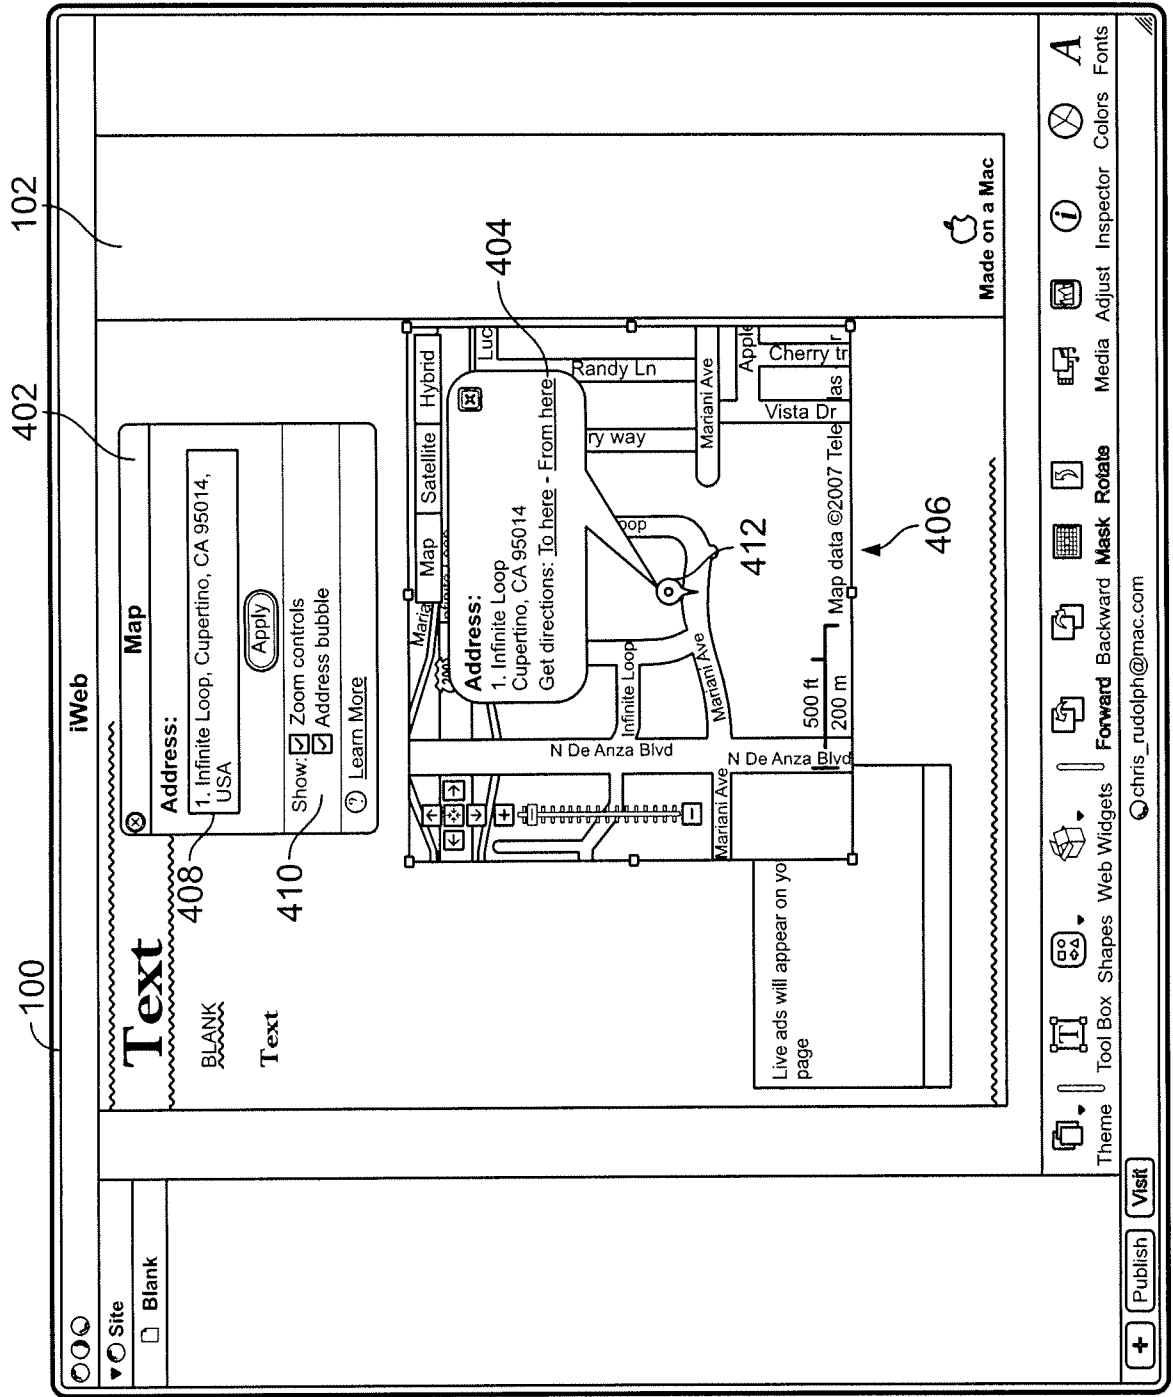 100
402
102
iWeb
Site
Blank
Text
BLANK
Text
Map
Address:
1. Infinite Loop, Cupertino, CA 95014,
USA
Apply
Show: Zoom controls
Address bubble
? Learn More
408
410
404
Map Satellite Hybrid
Maria
Luc
Address:
1. Infinite Loop
Cupertino, CA 95014
Get directions: To here - From here
Randy Ln
ry way
oop
Infinite Loop
N De Anza Blvd
Mariani Ave
Mariani Ave
N De Anza Blvd
Mariani Ave
Apple
Cherry tr
Vista Dr
las
r
412
500 ft
200 m
Map data ©2007 Tele
406
Live ads will appear on yo
page
Made on a Mac
Theme Tool Box Shapes Web Widgets Forward Backward Mask Rotate Media Adjust Inspector Colors Fonts
+ Publish Visit
chris_rudolph@mac.com